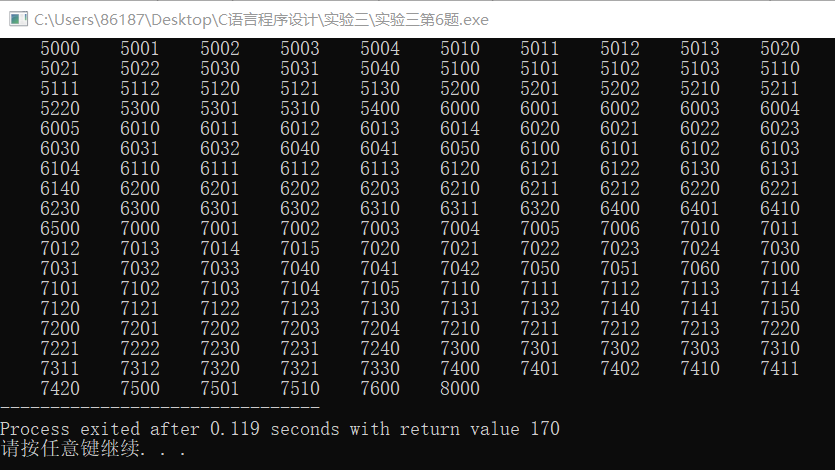 C:\Users\86187\Desktop\C语言程序设计\实验三\实验三第6题.exe
5000 5001 5002 5003 5004 5010 5011 5012 5013 5020
5021 5022 5030 5031 5040 5100 5101 5102 5103 5110
5111 5112 5120 5121 5130 5200 5201 5202 5210 5211
5220 5300 5301 5310 5400 6000 6001 6002 6003 6004
6005 6010 6011 6012 6013 6014 6020 6021 6022 6023
6030 6031 6032 6040 6041 6050 6100 6101 6102 6103
6104 6110 6111 6112 6113 6120 6121 6122 6130 6131
6140 6200 6201 6202 6203 6210 6211 6212 6220 6221
6230 6300 6301 6302 6310 6311 6320 6400 6401 6410
6500 7000 7001 7002 7003 7004 7005 7006 7010 7011
7012 7013 7014 7015 7020 7021 7022 7023 7024 7030
7031 7032 7033 7040 7041 7042 7050 7051 7060 7100
7101 7102 7103 7104 7105 7110 7111 7112 7113 7114
7120 7121 7122 7123 7130 7131 7132 7140 7141 7150
7200 7201 7202 7203 7204 7210 7211 7212 7213 7220
7221 7222 7230 7231 7240 7300 7301 7302 7303 7310
7311 7312 7320 7321 7330 7400 7401 7402 7410 7411
7420 7500 7501 7510 7600 8000
--------------------------------
Process exited after 0.119 seconds with return value 170
请按任意键继续. . .